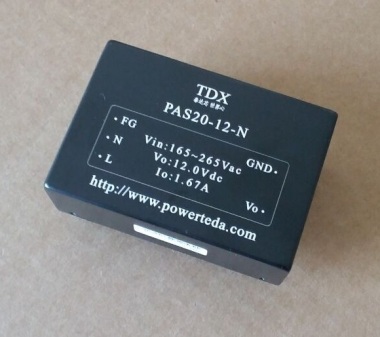 TDX
PAS20-12-N
• FG
• N
• L
Vin:165~265Vac
Vo:12.0Vdc
Io:1.67A
GND •
Vo •
http://www.powerteda.com